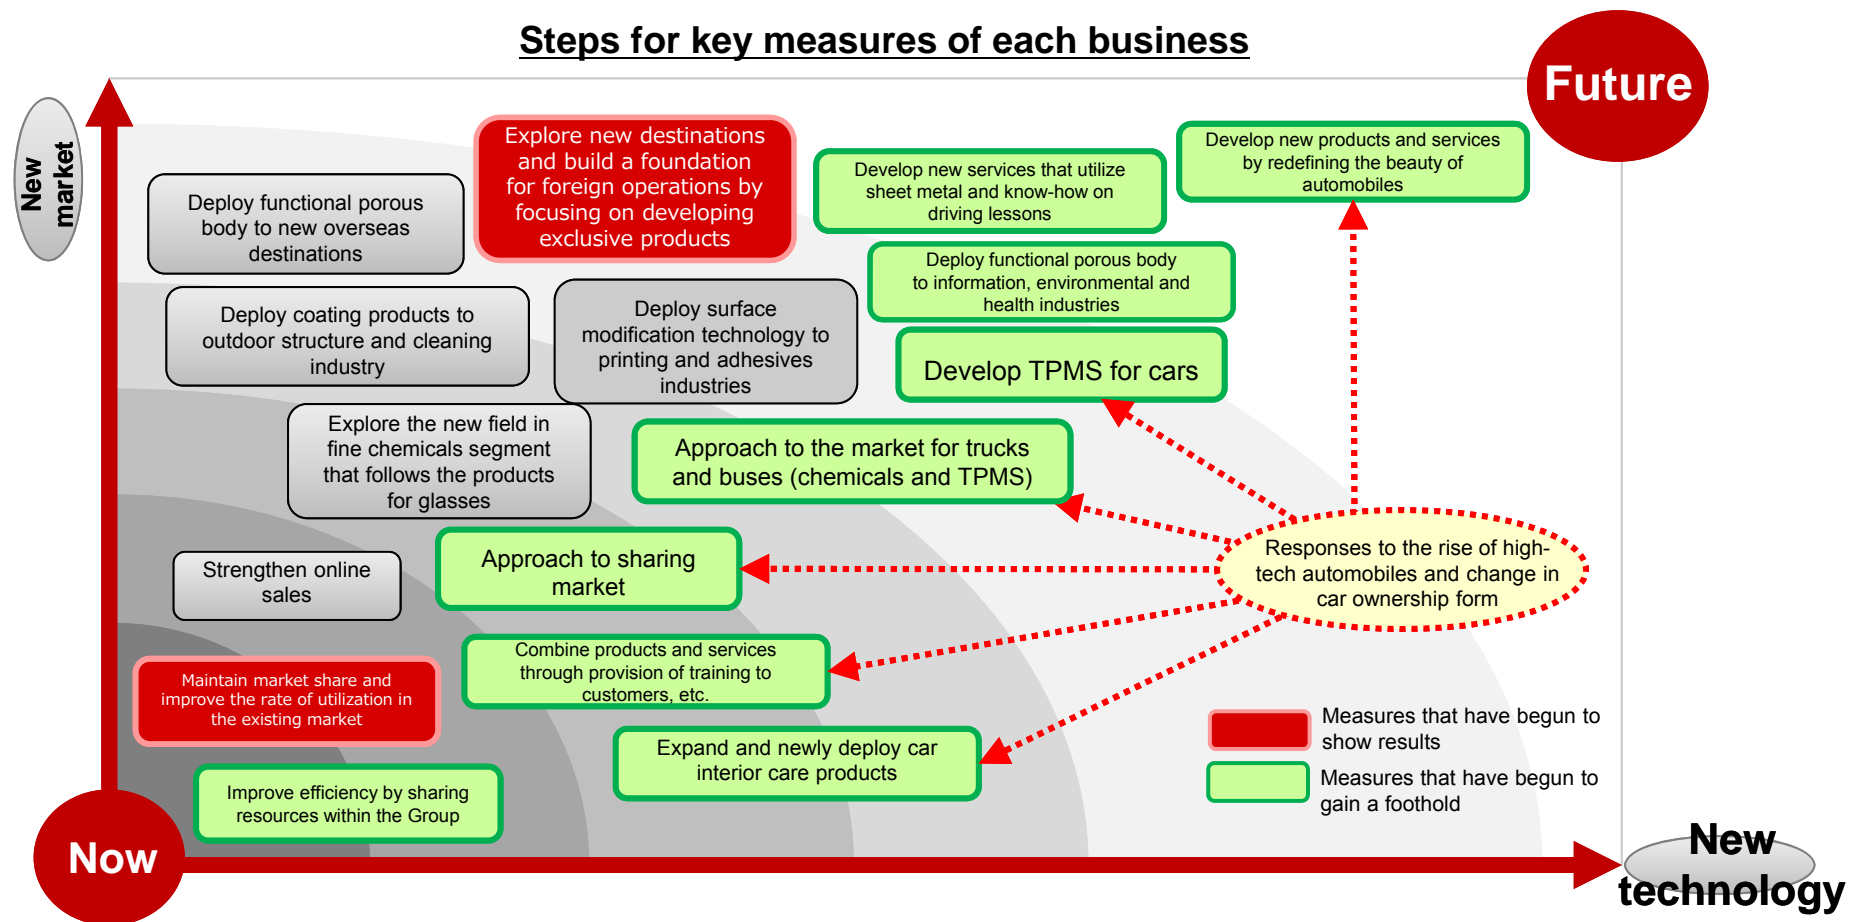 Steps for key measures of each business
Future
New
market
Explore new destinations
and build a foundation
for foreign operations by
focusing on developing
exclusive products
Develop new products and services
by redefining the beauty of
automobiles
Develop new services that utilize
sheet metal and know-how on
driving lessons
Deploy functional porous
body to new overseas
destinations
Deploy functional porous body
to information, environmental and
health industries
Deploy coating products to
outdoor structure and cleaning
industry
Deploy surface
modification technology to
printing and adhesives
industries
Develop TPMS for cars
Explore the new field in
fine chemicals segment
that follows the products
for glasses
Approach to the market for trucks
and buses (chemicals and TPMS)
Strengthen online
sales
Approach to sharing
market
Responses to the rise of high-
tech automobiles and change in
car ownership form
Maintain market share and
improve the rate of utilization in
the existing market
Combine products and services
through provision of training to
customers, etc.
Expand and newly deploy car
interior care products
Measures that have begun to
show results
Improve efficiency by sharing
resources within the Group
Measures that have begun to
gain a foothold
Now
New
technology